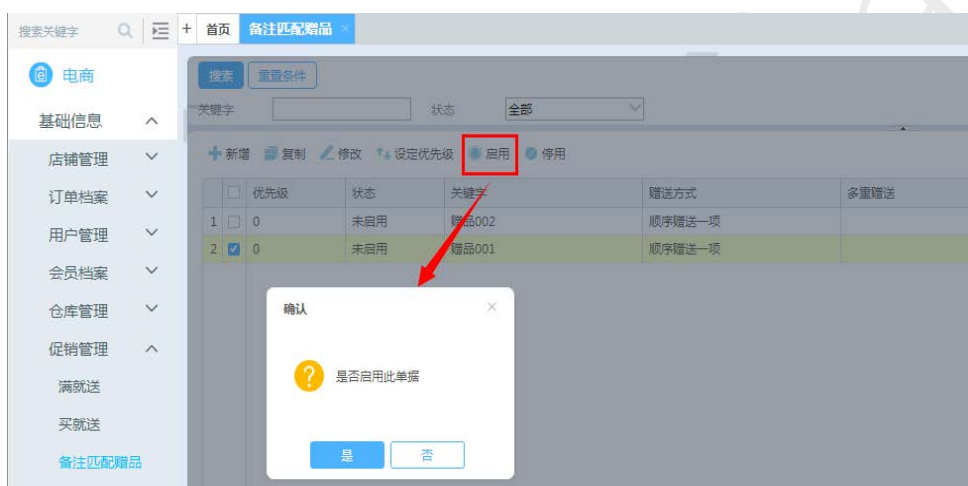 搜索关键字
+ 首页 备注匹配赠品 ×
电商
基础信息
店铺管理
订单档案
用户管理
会员档案
仓库管理
促销管理
满就送
买就送
备注匹配赠品
搜索 重置条件
关键字 状态 全部
新增 复制 修改 设定优先级 启用 停用
优先级 状态 关键字 赠送方式 多重赠送
1 0 未启用 赠品002 顺序赠送一项
2 0 未启用 赠品001 顺序赠送一项
确认 ×
? 是否启用此单据
是 否